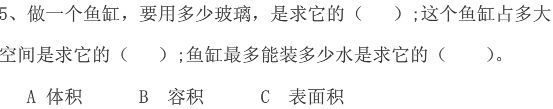 5、做一个鱼缸，要用多少玻璃，是求它的（   ）;这个鱼缸占多大
空间是求它的（   ）;鱼缸最多能装多少水是求它的（   ）。
A 体积   B 容积   C 表面积